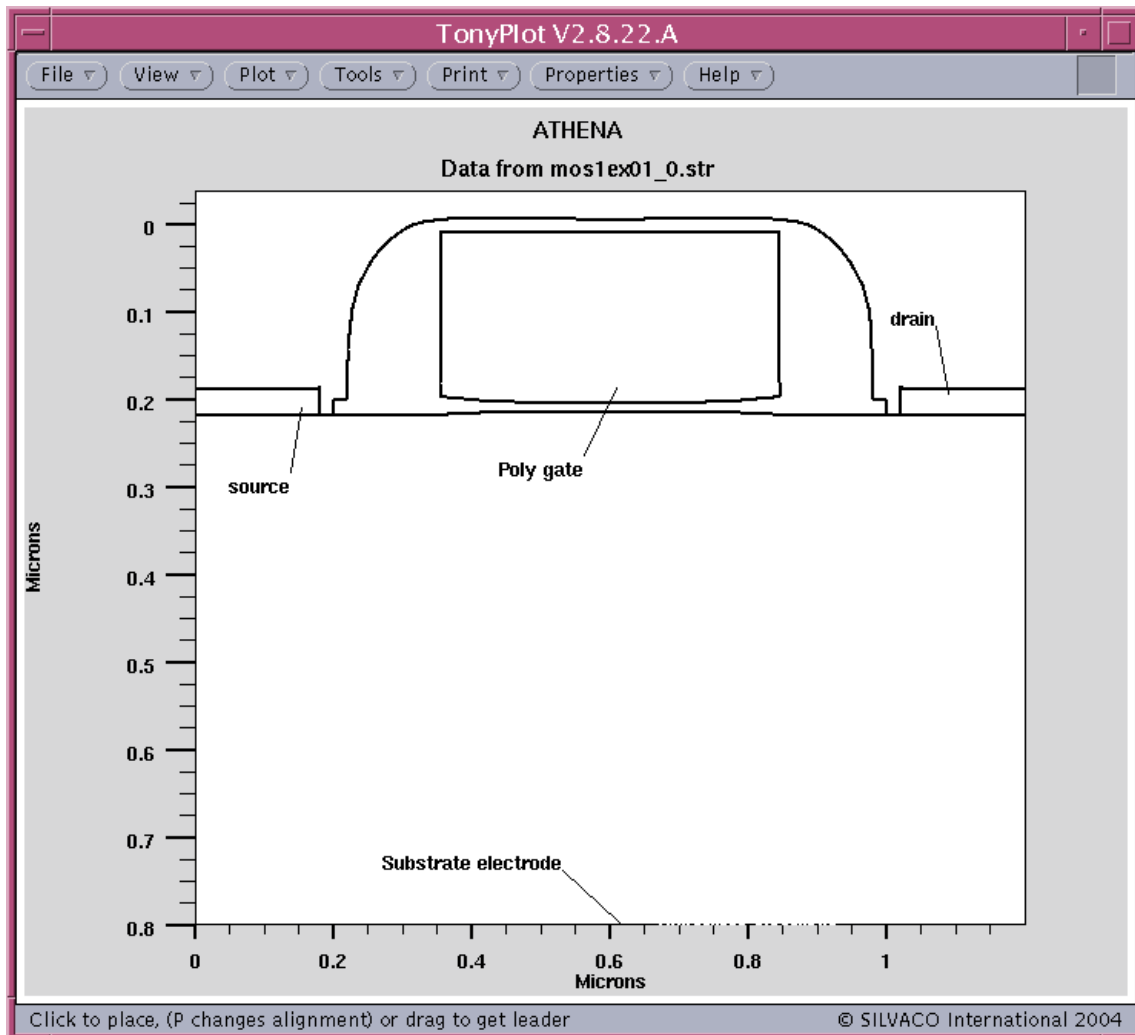 TonyPlot V2.8.22.A
File View Plot Tools Print Properties Help
ATHENA
Data from mos1ex01_0.str
0
0.1
drain
0.2
Poly gate
source
0.3
0.4
Microns
0.5
0.6
0.7
Substrate electrode
0.8
0 0.2 0.4 0.6 0.8 1
Microns
Click to place, (P changes alignment) or drag to get leader © SILVACO International 2004